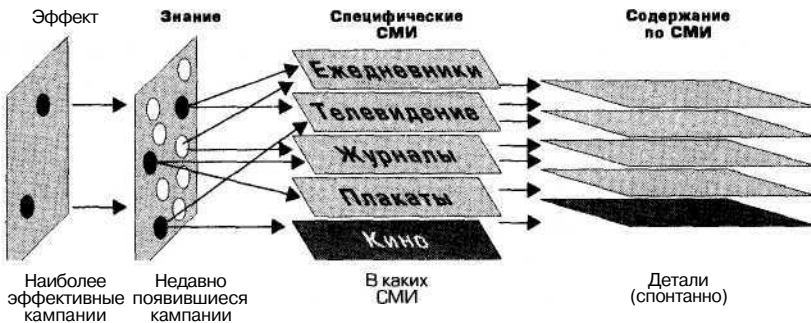 Эффект
Знание
Специфические
СМИ
Содержание
по СМИ
Ежедневники
Телевидение
Журналы
Плакаты
Кино
Наиболее
эффективные
кампании
Недавно
появившиеся
кампании
В каких
СМИ
Детали
(спонтанно)